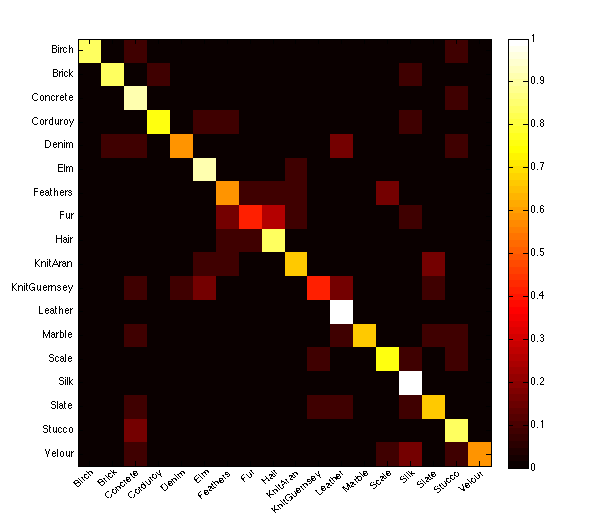 Birch
Brick
Concrete
Corduroy
Denim
Elm
Feathers
Fur
Hair
KnitAran
KnitGuernsey
Leather
Marble
Scale
Silk
Slate
Stucco
Velour
Birch Brick Concrete Corduroy Denim Elm Feathers Fur Hair KnitAran KnitGuernsey Leather Marble Scale Silk Slate Stucco Velour
1
0.9
0.8
0.7
0.6
0.5
0.4
0.3
0.2
0.1
0